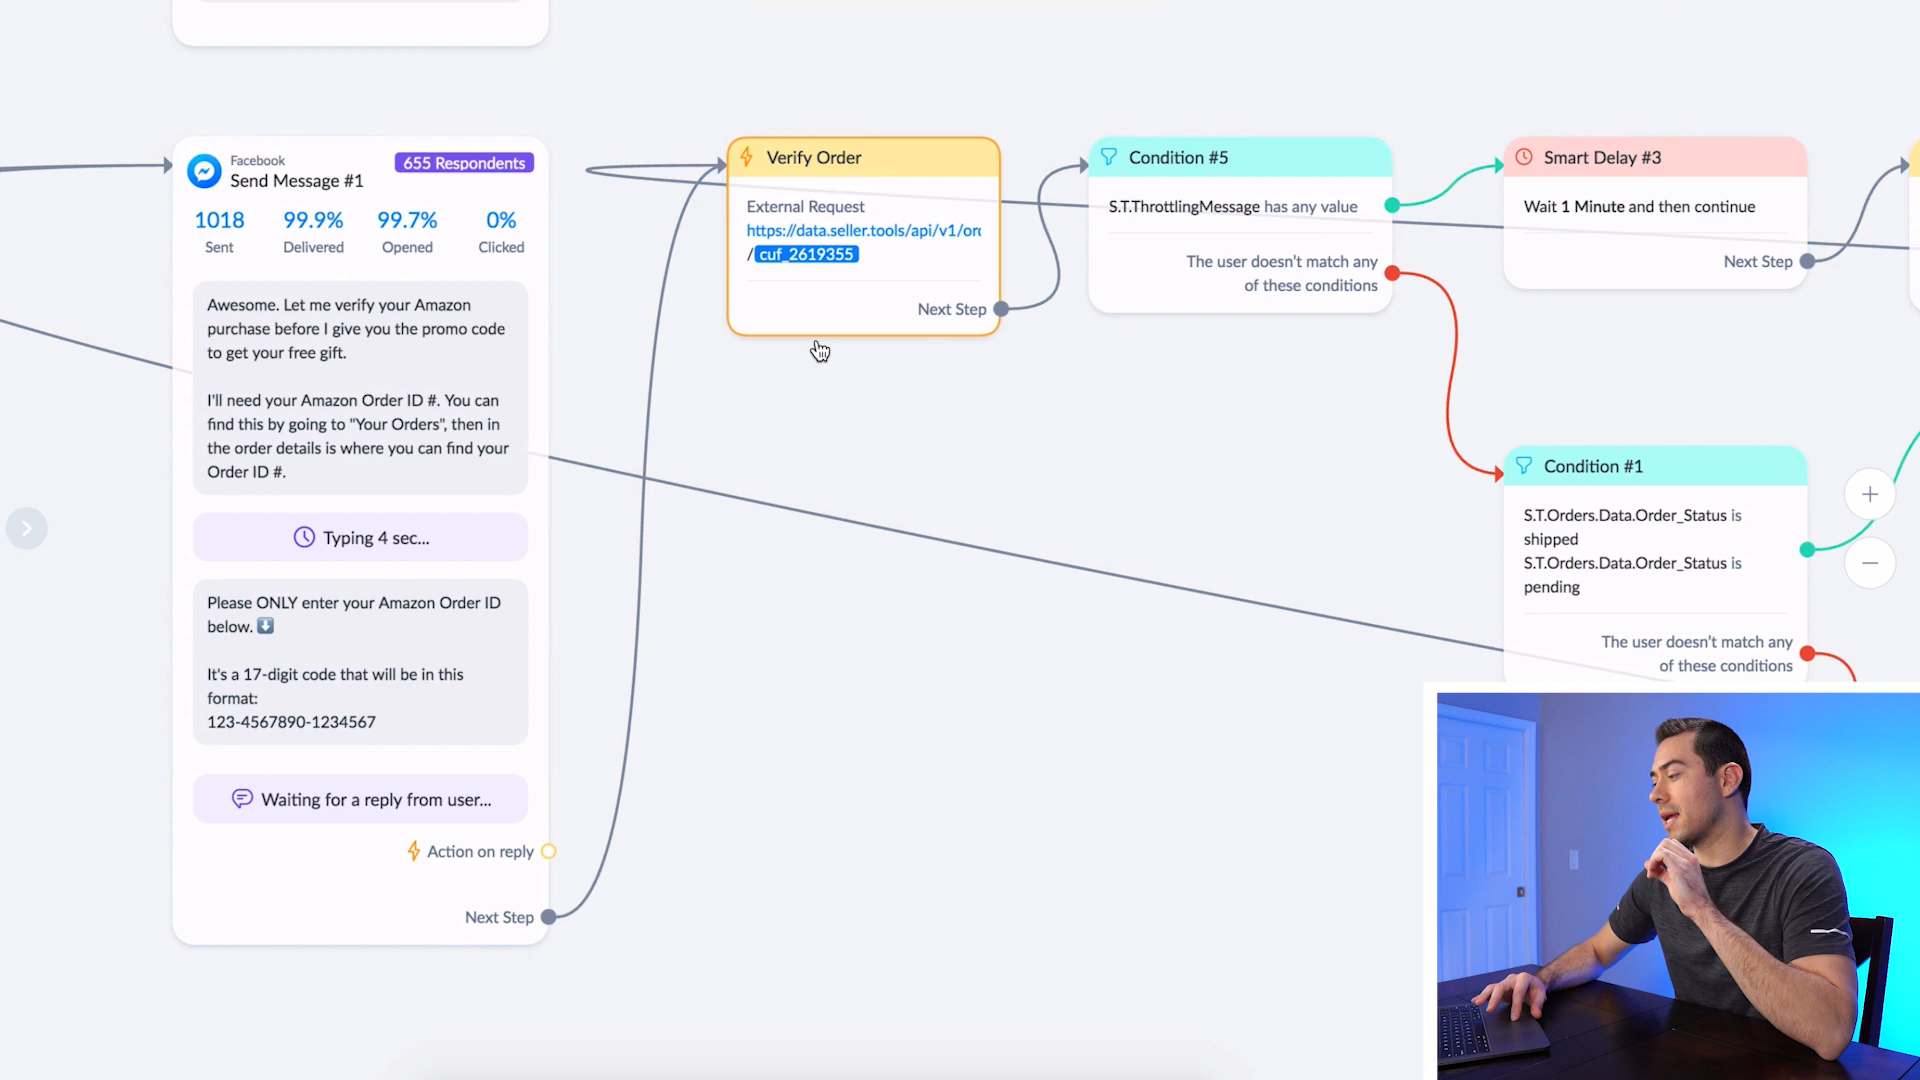 Facebook
Send Message #1
655 Respondents
1018
99.9%
99.7%
0%
Sent
Delivered
Opened
Clicked
Awesome. Let me verify your Amazon
purchase before I give you the promo code
to get your free gift.
I'll need your Amazon Order ID #. You can
find this by going to "Your Orders", then in
the order details is where you can find your
Order ID #.
Typing 4 sec...
Please ONLY enter your Amazon Order ID
below. ⬇️
It's a 17-digit code that will be in this
format:
123-4567890-1234567
Waiting for a reply from user...
Action on reply
Next Step
Verify Order
External Request
https://data.seller.tools/api/v1/or
/ cuf_2619355
Next Step
Condition #5
S.T.ThrottlingMessage has any value
The user doesn't match any
of these conditions
Smart Delay #3
Wait 1 Minute and then continue
Next Step
Condition #1
S.T.Orders.Data.Order_Status is
shipped
S.T.Orders.Data.Order_Status is
pending
The user doesn't match any
of these conditions